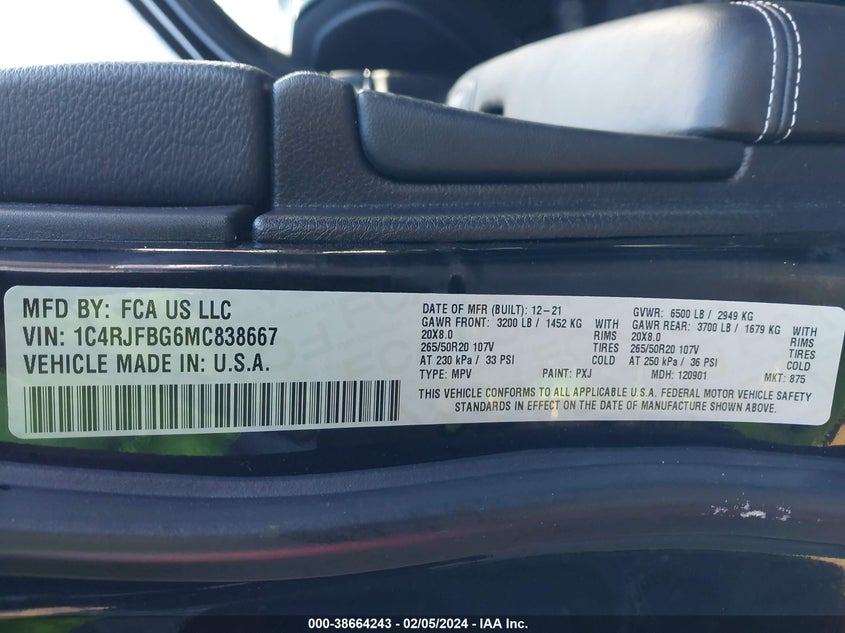 MFD BY: FCA US LLC
VIN: 1C4RJFBG6MC838667
VEHICLE MADE IN: U.S.A.
DATE OF MFR (BUILT): 12-21
GAWR FRONT: 3200 LB / 1452 KG
20X8.0 WITH RIMS
265/50R20 107V TIRES
AT 230 kPa / 33 PSI COLD
TYPE: MPV PAINT: PXJ
GVWR: 6500 LB / 2949 KG
GAWR REAR: 3700 LB / 1679 KG
20X8.0 WITH RIMS
265/50R20 107V TIRES
AT 250 kPa / 36 PSI COLD
MDH: 120901 MKT: 875
THIS VEHICLE CONFORMS TO ALL APPLICABLE U.S.A. FEDERAL MOTOR VEHICLE SAFETY
STANDARDS IN EFFECT ON THE DATE OF MANUFACTURE SHOWN ABOVE.
000-38664243 - 02/05/2024 - IAA Inc.